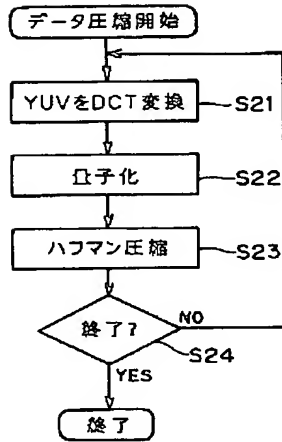 データ圧縮開始
YUVをDCT変換
S21
量子化
S22
ハフマン圧縮
S23
終了?
NO
S24
YES
終了